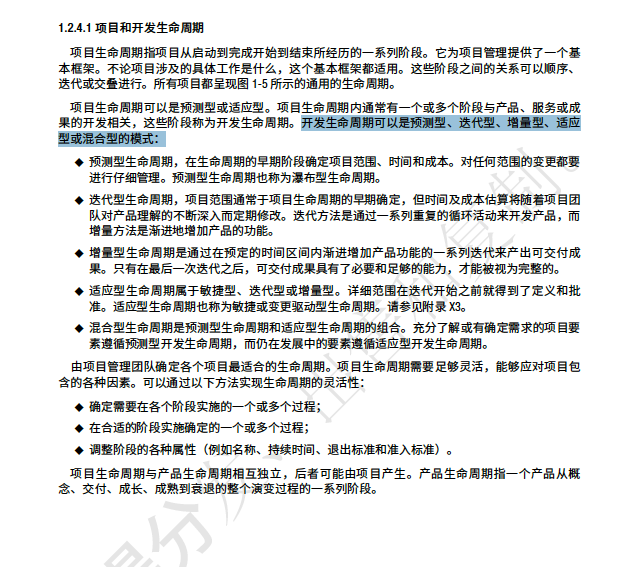 1.2.4.1 项目和开发生命周期
项目生命周期指项目从启动到完成开始到结束所经历的一系列阶段。它为项目管理提供了一个基
本框架。不论项目涉及的具体工作是什么，这个基本框架都适用。这些阶段之间的关系可以顺序、
迭代或交叠进行。所有项目都呈现图 1-5 所示的通用的生命周期。
项目生命周期可以是预测型或适应型。项目生命周期内通常有一个或多个阶段与产品、服务或成
果的开发相关，这些阶段称为开发生命周期。开发生命周期可以是预测型、迭代型、增量型、适应
型或混合型的模式：
◆ 预测型生命周期，在生命周期的早期阶段确定项目范围、时间和成本。对任何范围的变更都要
进行仔细管理。预测型生命周期也称为瀑布型生命周期。
◆ 迭代型生命周期，项目范围通常于项目生命周期的早期确定，但时间及成本估算将随着项目团
队对产品理解的不断深入而定期修改。迭代方法是通过一系列重复的循环活动来开发产品，而
增量方法是渐进地增加产品的功能。
◆ 增量型生命周期是通过在预定的时间区间内渐进增加产品功能的一系列迭代来产出可交付成
果。只有在最后一次迭代之后，可交付成果具有了必要和足够的能力，才能被视为完整的。
◆ 适应型生命周期属于敏捷型、迭代型或增量型。详细范围在迭代开始之前就得到了定义和批
准。适应型生命周期也称为敏捷或变更驱动型生命周期。请参见附录 X3。
◆ 混合型生命周期是预测型生命周期和适应型生命周期的组合。充分了解或有确定需求的项目要
素遵循预测型开发生命周期，而仍在发展中的要素遵循适应型开发生命周期。
由项目管理团队确定各个项目最适合的生命周期。项目生命周期需要足够灵活，能够应对项目包
含的各种因素。可以通过以下方法实现生命周期的灵活性：
◆ 确定需要在各个阶段实施的一个或多个过程；
◆ 在合适的阶段实施确定的一个或多个过程；
◆ 调整阶段的各种属性（例如名称、持续时间、退出标准和准入标准）。
项目生命周期与产品生命周期相互独立，后者可能由项目产生。产品生命周期指一个产品从概
念、交付、成长、成熟到衰退的整个演变过程的一系列阶段。